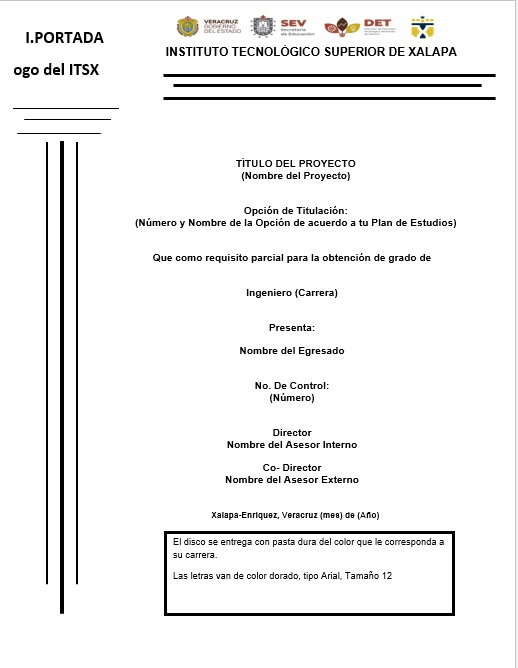 I.PORTADA
ogo del ITSX
VERACRUZ
GOBIERNO
DEL ESTADO
SEV
Secretaría
de Educación
DET
INSTITUTO TECNOLÓGICO SUPERIOR DE XALAPA
TÍTULO DEL PROYECTO
(Nombre del Proyecto)
Opción de Titulación:
(Número y Nombre de la Opción de acuerdo a tu Plan de Estudios)
Que como requisito parcial para la obtención de grado de
Ingeniero (Carrera)
Presenta:
Nombre del Egresado
No. De Control:
(Número)
Director
Nombre del Asesor Interno
Co- Director
Nombre del Asesor Externo
Xalapa-Enríquez, Veracruz (mes) de (Año)
El disco se entrega con pasta dura del color que le corresponda a
su carrera.
Las letras van de color dorado, tipo Arial, Tamaño 12